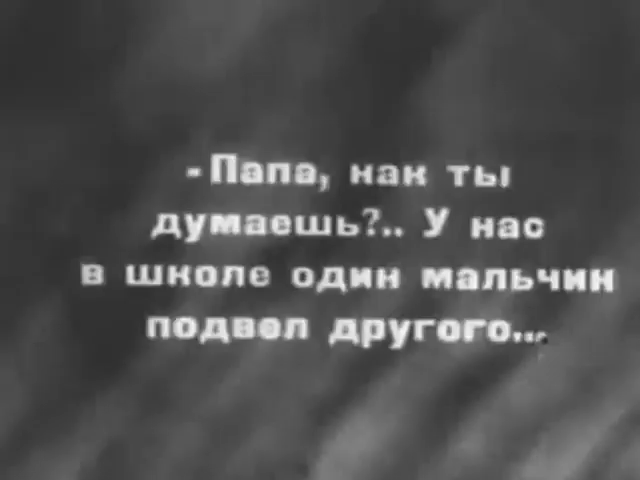 - Папа, как ты
думаешь?.. У нас
в школе один мальчик
подвел другого...